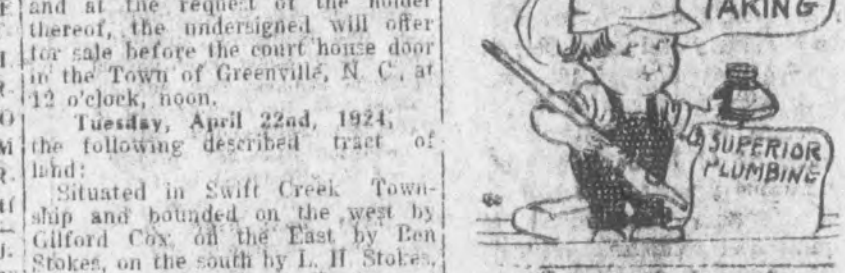 and at the request of the holder
thereof, the undersigned will offer
for sale before the court house door
in the Town of Greenville, N. C., at
12 o'clock, noon.
Tuesday, April 22nd, 1924,
the following described tract of
land:
Situated in Swift Creek Town-
ship and bounded on the west by
Gilford Cox, on the East by Ben
Stokes, on the south by L. H. Stokes,
TAKING
SUPERIOR
PLUMBING